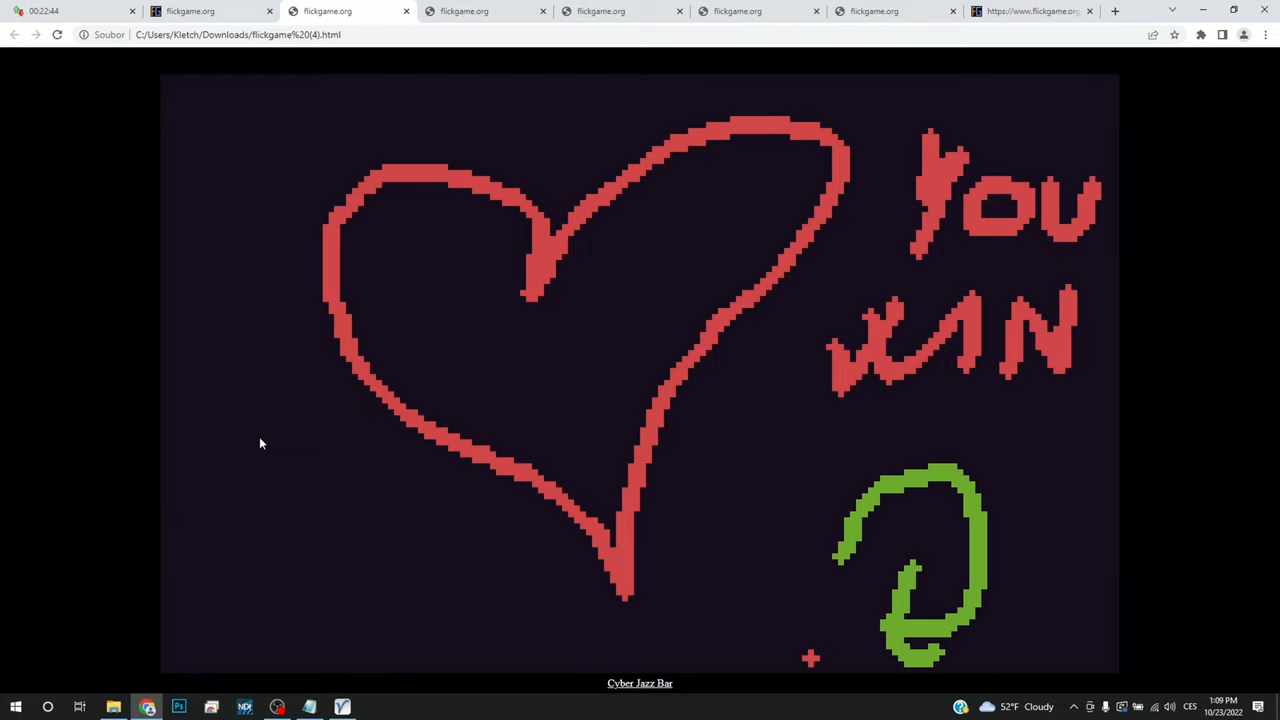 00:22:44
flickgame.org
flickgame.org
flickgame.org
flickgame.org
flickgame.org
flickgame.org
https://www.flickgame.org
Soubor
C:/Users/Kletch/Downloads/flickgame%20(4).html
YOU
WIN
Cyber Jazz Bar
Ps
NDI
52°F Cloudy
CES
1:09 PM
10/23/2022